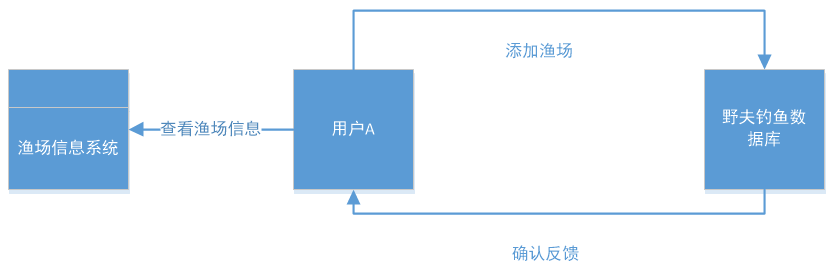 添加渔场
渔场信息系统
查看渔场信息
用户A
野夫钓鱼数
据库
确认反馈